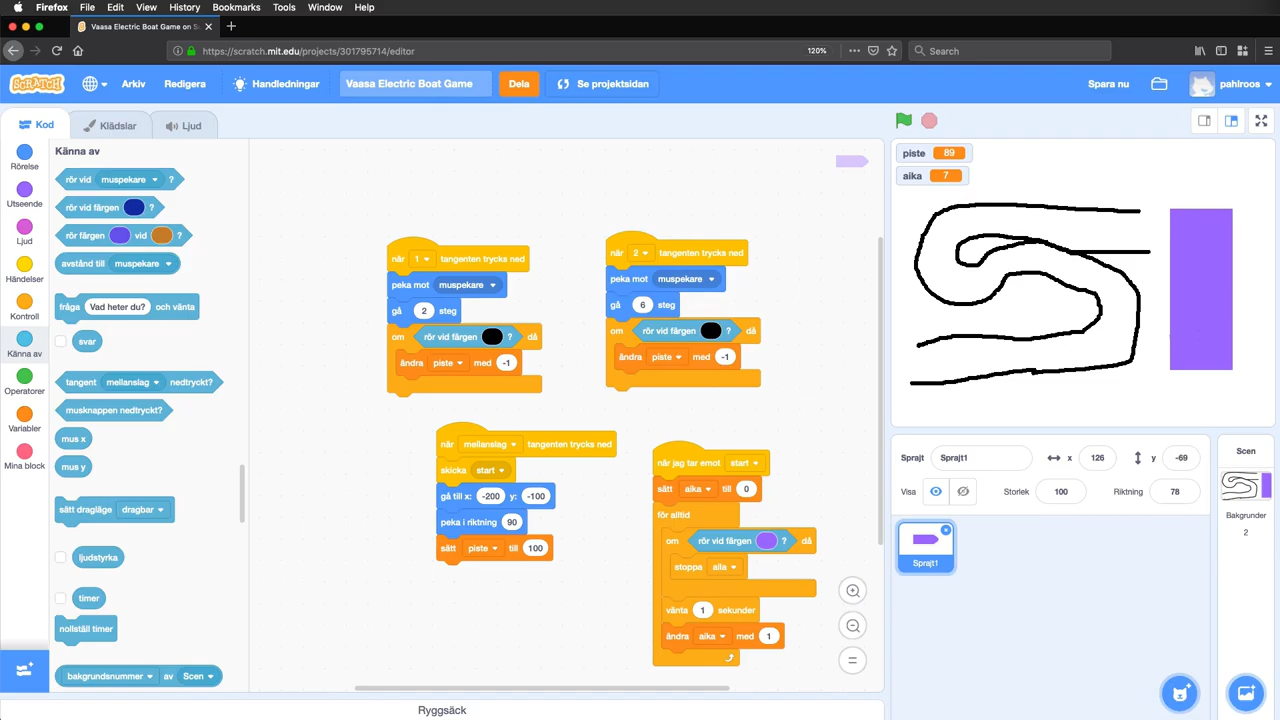 Firefox File Edit View History Bookmarks Tools Window Help
Vaasa Electric Boat Game on S
https://scratch.mit.edu/projects/301795714/editor 120% Search
SCRATCH Arkiv Redigera Handledningar Vaasa Electric Boat Game Dela Se projektsidan Spara nu pahlroos
Kod Klädslar Ljud
Rörelse
Utseende
Ljud
Händelser
Kontroll
Känna av
Operatorer
Variabler
Mina block
Känna av
rör vid muspekare ?
rör vid färgen ?
rör färgen vid ?
avstånd till muspekare
fråga Vad heter du? och vänta
svar
tangent mellanslag nedtryckt?
musknappen nedtryckt?
mus x
mus y
sätt dragläge dragbar
ljudstyrka
timer
nollställ timer
bakgrundsnummer av Scen
när 1 tangenten trycks ned
peka mot muspekare
gå 2 steg
om rör vid färgen ? då
ändra piste med -1
när 2 tangenten trycks ned
peka mot muspekare
gå 6 steg
om rör vid färgen ? då
ändra piste med -1
när mellanslag tangenten trycks ned
skicka start
gå till x: -200 y: -100
peka i riktning 90
sätt piste till 100
när jag tar emot start
sätt aika till 0
för alltid
om rör vid färgen ? då
stoppa alla
vänta 1 sekunder
ändra aika med 1
Ryggsäck
piste 89
aika 7
Sprajt Sprajt1 x 126 y -69
Visa Storlek 100 Riktning 78
Sprajt1
Scen
Bakgrunder
2